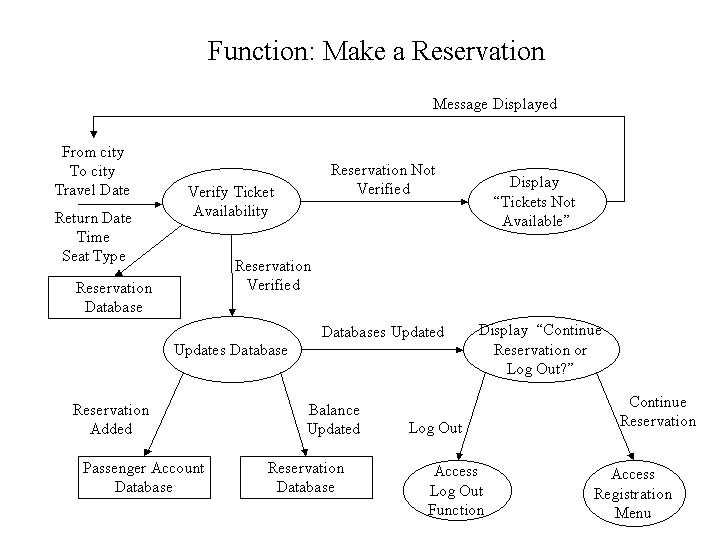 Function: Make a Reservation
Message Displayed
From city
To city
Travel Date
Return Date
Time
Seat Type
Verify Ticket
Availability
Reservation Not
Verified
Display
“Tickets Not
Available”
Reservation
Database
Reservation
Verified
Updates Database
Databases Updated
Display “Continue
Reservation or
Log Out?”
Reservation
Added
Balance
Updated
Log Out
Continue
Reservation
Passenger Account
Database
Reservation
Database
Access
Log Out
Function
Access
Registration
Menu